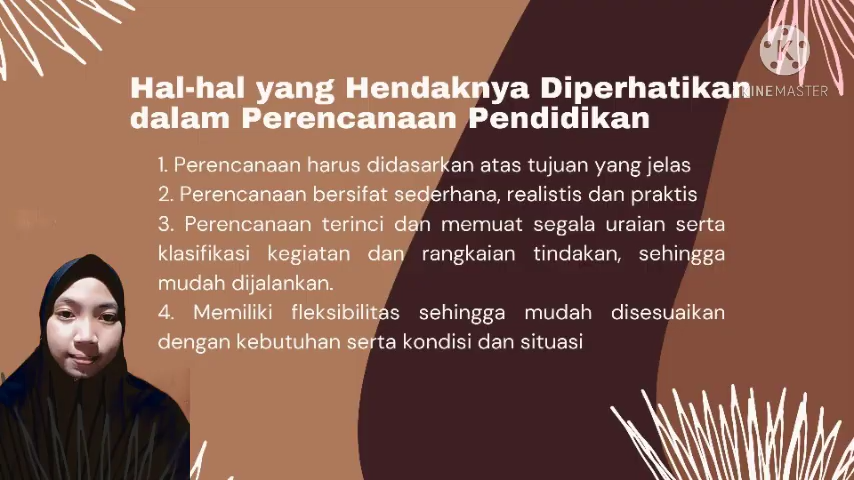 Hal-hal yang Hendaknya Diperhatikan
dalam Perencanaan Pendidikan
1. Perencanaan harus didasarkan atas tujuan yang jelas
2. Perencanaan bersifat sederhana, realistis dan praktis
3. Perencanaan terinci dan memuat segala uraian serta
klasifikasi kegiatan dan rangkaian tindakan, sehingga
mudah dijalankan.
4. Memiliki fleksibilitas sehingga mudah disesuaikan
dengan kebutuhan serta kondisi dan situasi
K
KINEMASTER